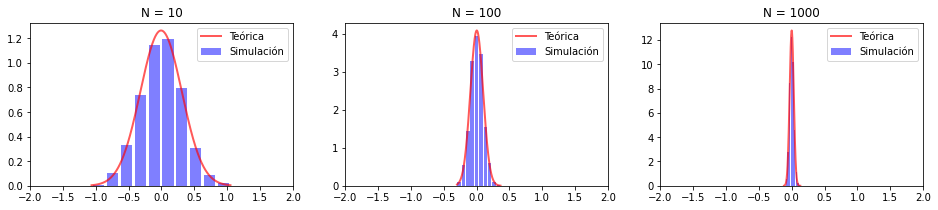 N = 10
Teórica
Simulación
1.2
1.0
0.8
0.6
0.4
0.2
0.0
−2.0 −1.5 −1.0 −0.5 0.0 0.5 1.0 1.5 2.0
N = 100
Teórica
Simulación
4
3
2
1
0
−2.0 −1.5 −1.0 −0.5 0.0 0.5 1.0 1.5 2.0
N = 1000
Teórica
Simulación
12
10
8
6
4
2
0
−2.0 −1.5 −1.0 −0.5 0.0 0.5 1.0 1.5 2.0